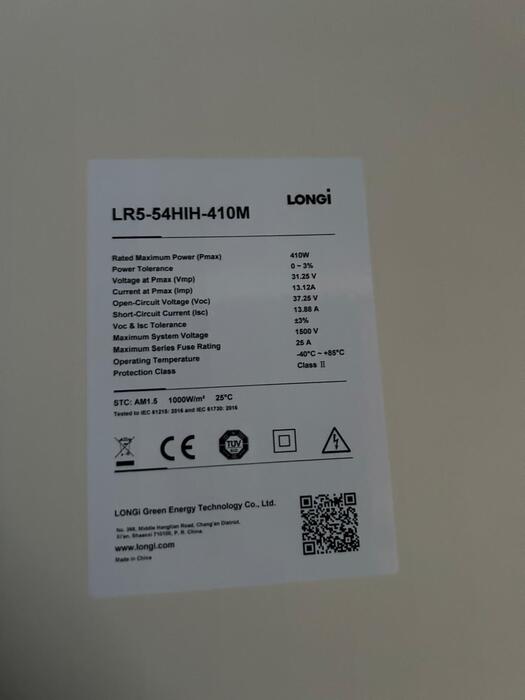 LONGi
LR5-54HIH-410M
Rated Maximum Power (Pmax) 410W
Power Tolerance 0 ~ 3%
Voltage at Pmax (Vmp) 31.25 V
Current at Pmax (Imp) 13.12A
Open-Circuit Voltage (Voc) 37.25 V
Short-Circuit Current (Isc) 13.88 A
Voc & Isc Tolerance ±3%
Maximum System Voltage 1500 V
Maximum Series Fuse Rating 25 A
Operating Temperature -40°C ~ +85°C
Protection Class Class II
STC: AM1.5 1000W/m² 25°C
Tested to IEC 61215: 2016 and IEC 61730: 2016
CE
TÜV
LONGi Green Energy Technology Co., Ltd.
No. 388, Middle Hangtian Road, Chang'an District,
Xi'an, Shaanxi 710100, P. R. China.
www.longi.com
Made in China